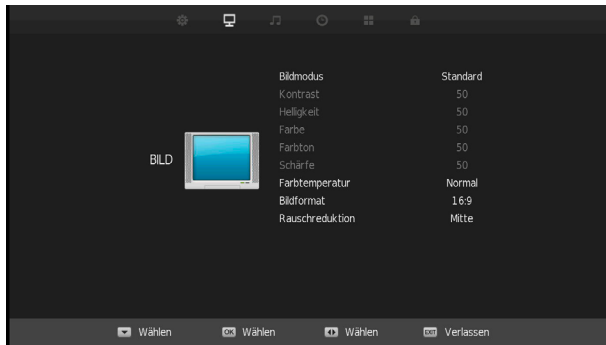 Bildmodus Standard
Kontrast 50
Helligkeit 50
Farbe 50
Farbton 50
BILD
Schärfe 50
Farbtemperatur Normal
Bildformat 16:9
Rauschreduktion Mitte
Wählen OK Wählen Wählen EXIT Verlassen